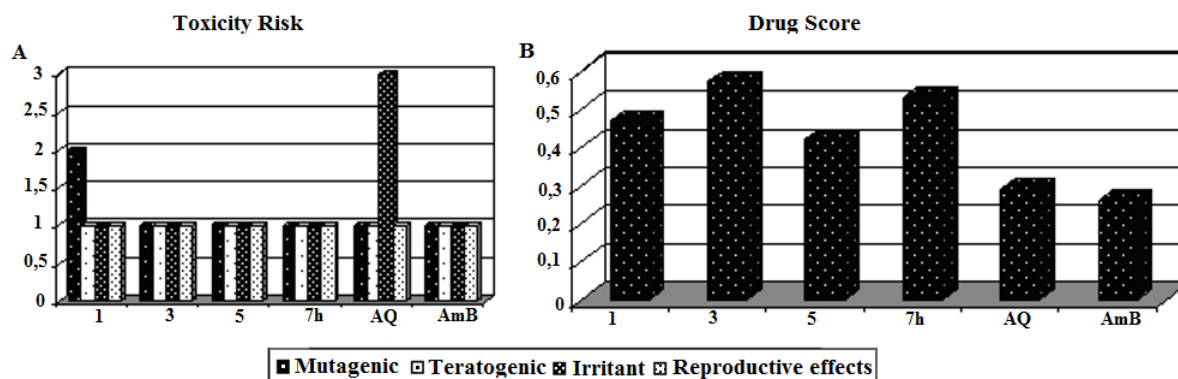 Toxicity Risk
A
3
2,5
2
1,5
1
0,5
0
1 3 5 7h AQ AmB
Drug Score
B
0,6
0,5
0,4
0,3
0,2
0,1
0
1 3 5 7h AQ AmB
Mutagenic Teratogenic Irritant Reproductive effects